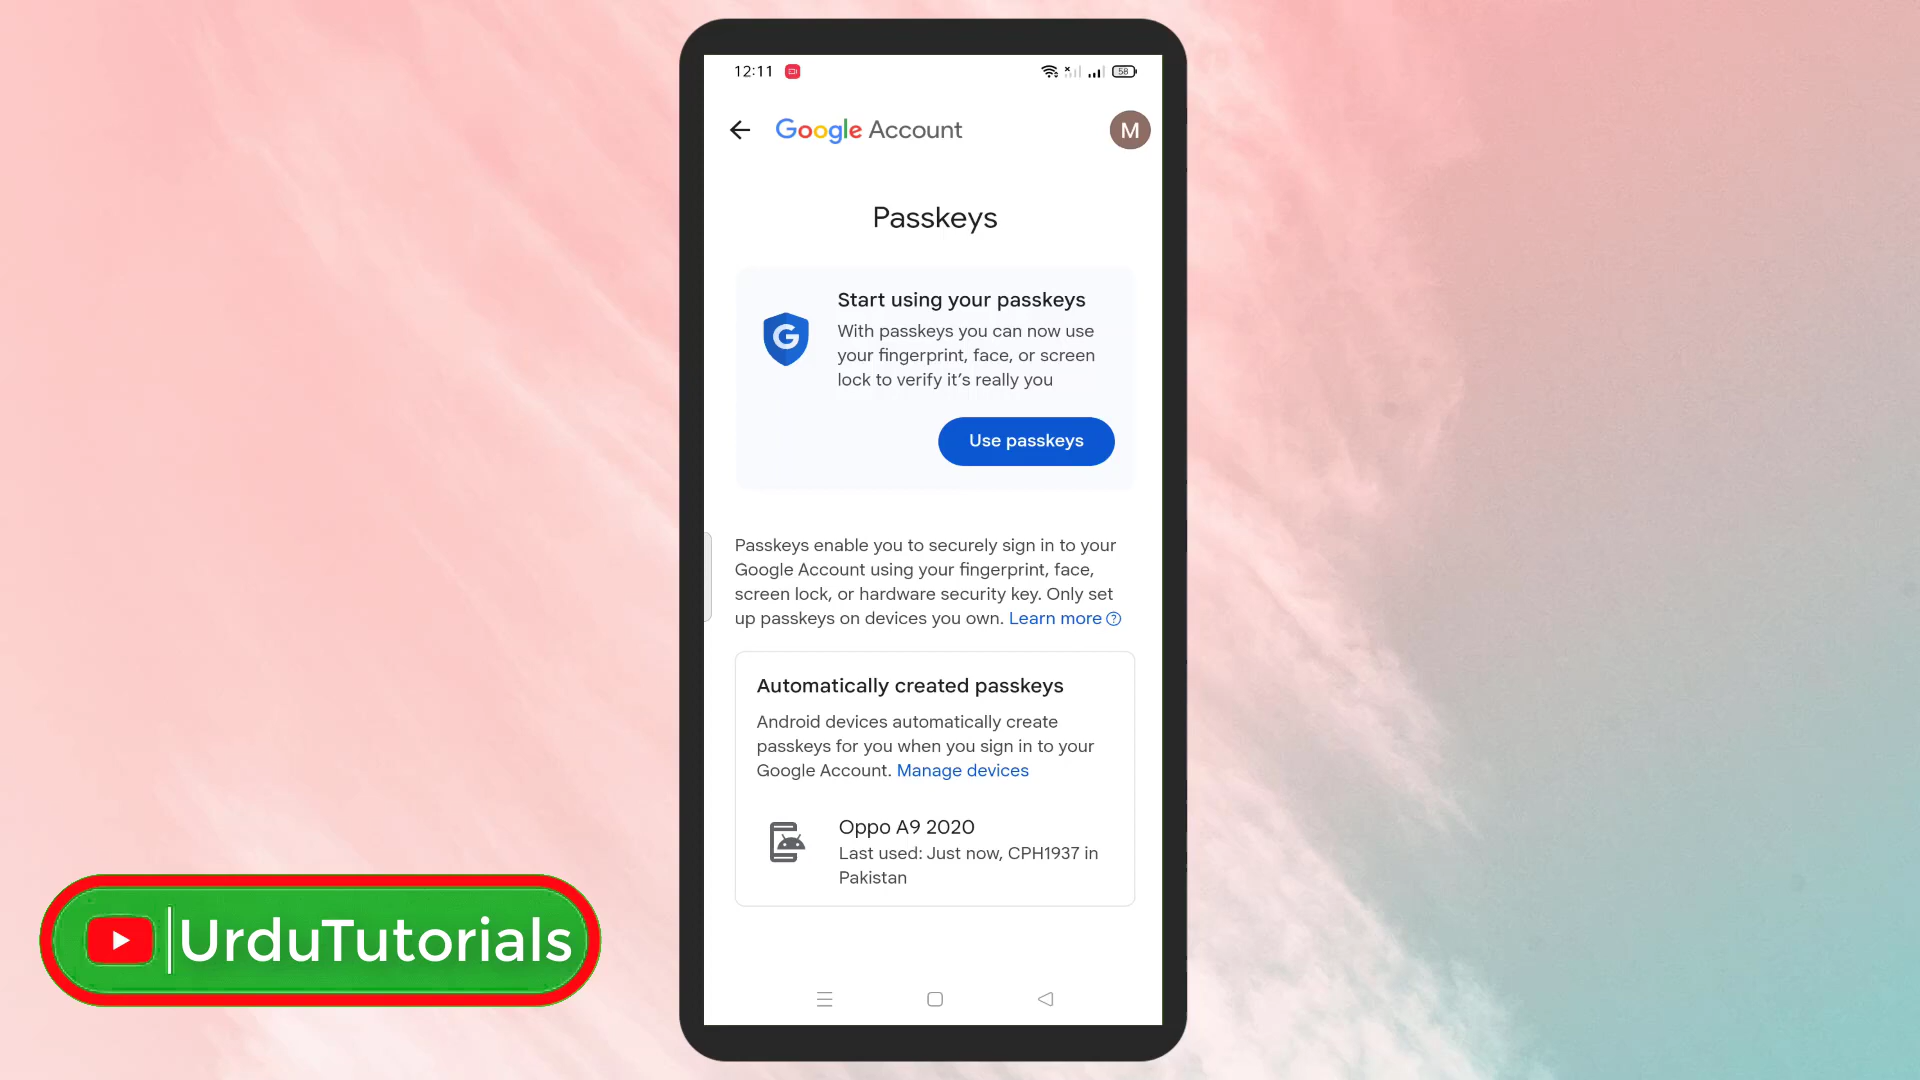 12:11
58
Google Account
M
Passkeys
Start using your passkeys
With passkeys you can now use
your fingerprint, face, or screen
lock to verify it’s really you
G
Use passkeys
Passkeys enable you to securely sign in to your
Google Account using your fingerprint, face,
screen lock, or hardware security key. Only set
up passkeys on devices you own. Learn more ?
Automatically created passkeys
Android devices automatically create
passkeys for you when you sign in to your
Google Account. Manage devices
Oppo A9 2020
Last used: Just now, CPH1937 in
Pakistan
UrduTutorials